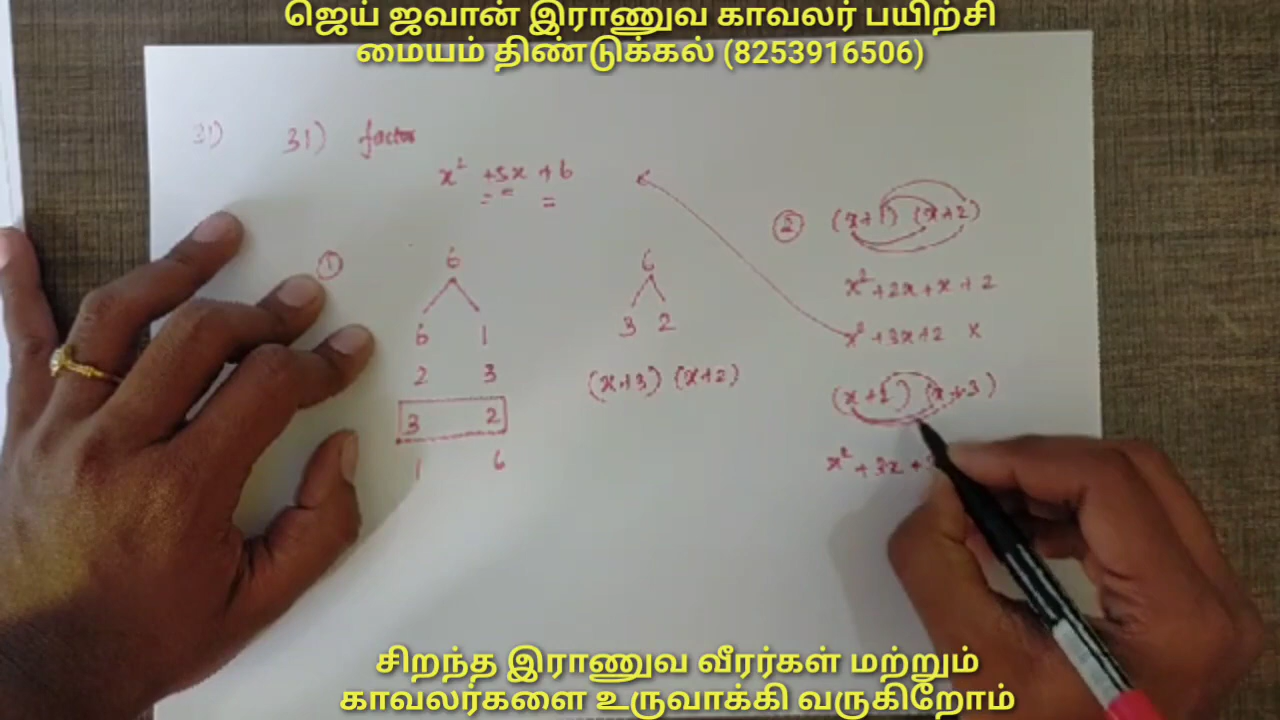 ஜெய் ஜவான் இராணுவ காவலர் பயிற்சி
மையம் திண்டுக்கல் (8253916506)
31) 31) factor
x² +5x +6
①
6
6 1
2 3
3 2
1 6
6
3 2
(x+3) (x+2)
② (x+1) (x+2)
x²+2x+x+2
x²+3x+2 ×
(x+2) (x+3)
x²+3x+
சிறந்த இராணுவ வீரர்கள் மற்றும்
காவலர்களை உருவாக்கி வருகிறோம்